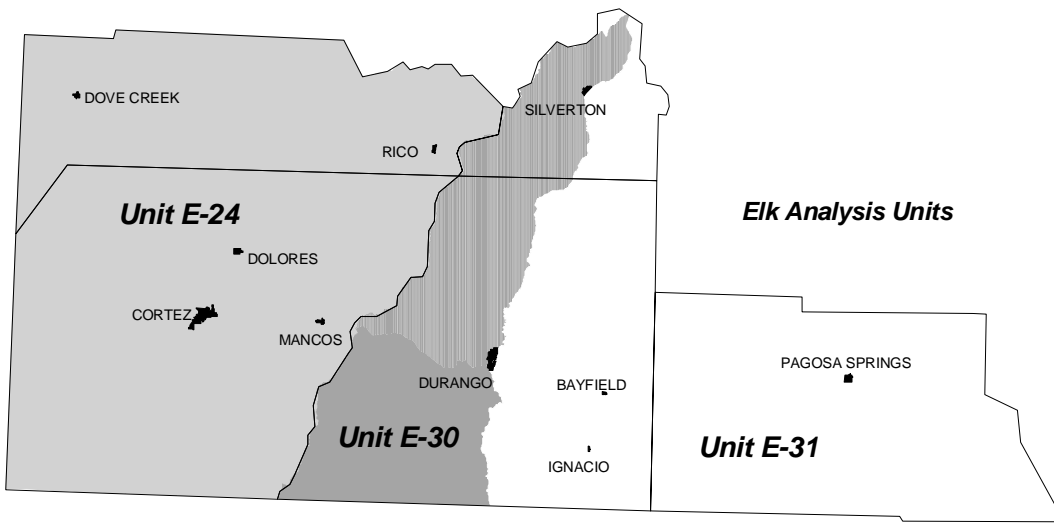 DOVE CREEK
SILVERTON
RICO
Unit E-24
Elk Analysis Units
DOLORES
CORTEZ
MANCOS
PAGOSA SPRINGS
DURANGO
BAYFIELD
Unit E-30
Unit E-31
IGNACIO